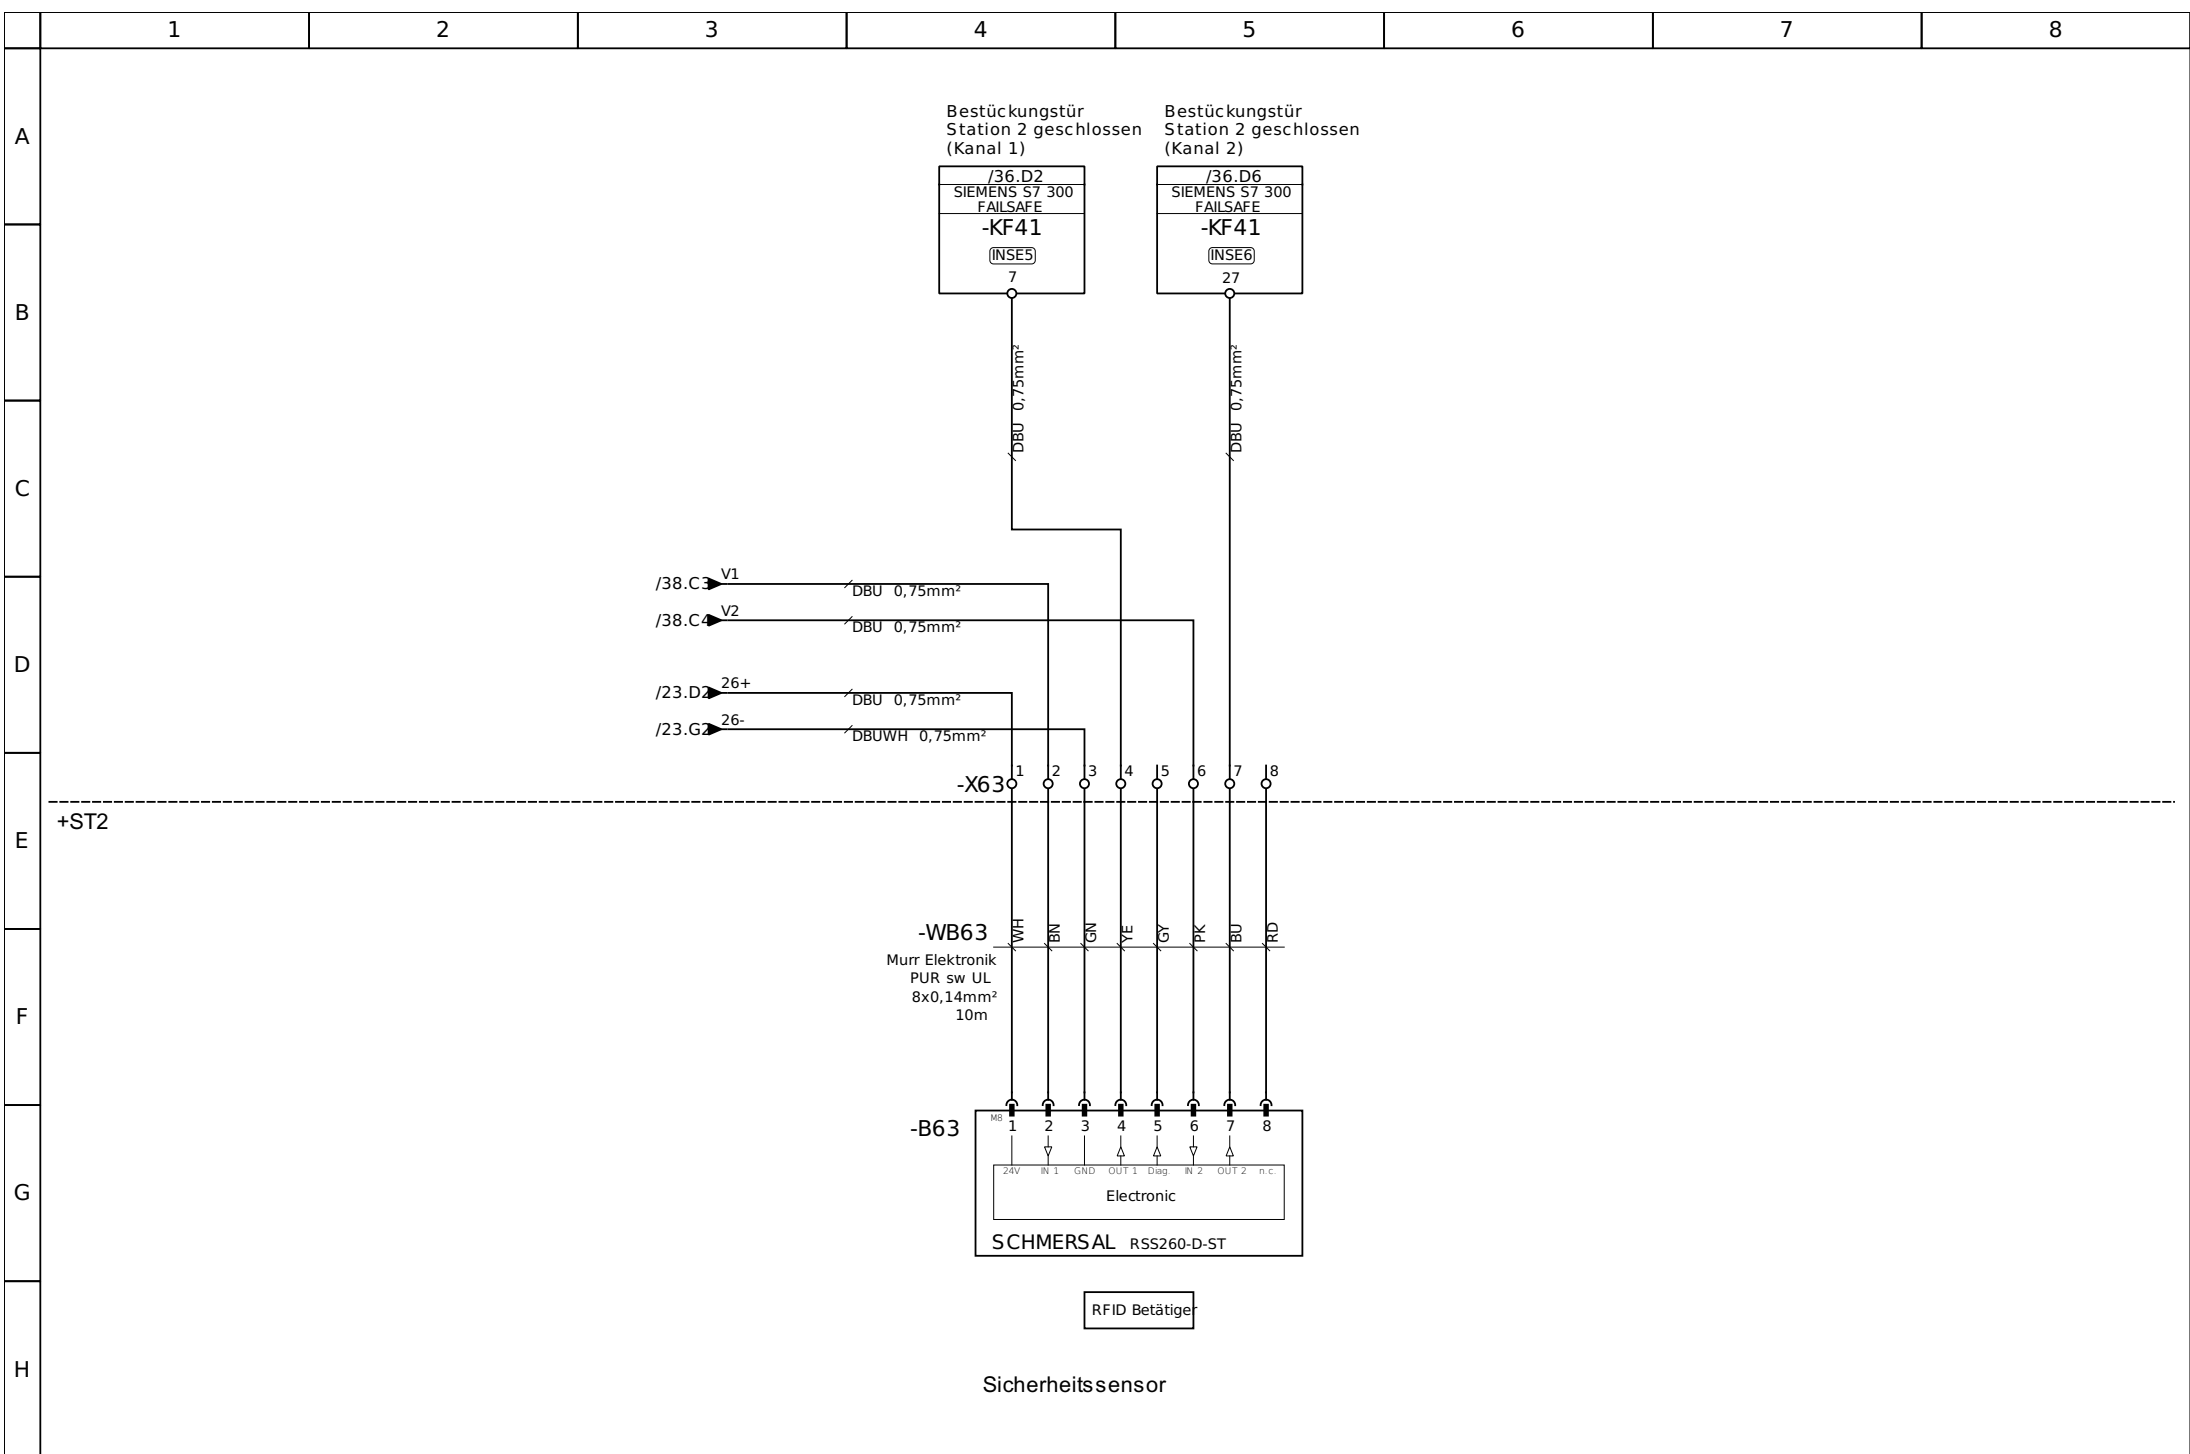 1 2 3 4 5 6 7 8
A
Bestückungstür
Station 2 geschlossen
(Kanal 1)
Bestückungstür
Station 2 geschlossen
(Kanal 2)
/36.D2
SIEMENS S7 300
FAILSAFE
-KF41
INSE5
7
/36.D6
SIEMENS S7 300
FAILSAFE
-KF41
INSE6
27
B
DBU 0,75mm²
DBU 0,75mm²
C
/38.C3 V1
DBU 0,75mm²
/38.C4 V2
DBU 0,75mm²
D
/23.D2 26+
DBU 0,75mm²
/23.G2 26-
DBUWH 0,75mm²
-X63 1 2 3 4 5 6 7 8
+ST2
E
-WB63 WH BN GN YE GY PK BU RD
Murr Elektronik
PUR sw UL
8x0,14mm²
10m
F
-B63
M8
1 2 3 4 5 6 7 8
24V IN 1 GND OUT 1 Diag. IN 2 OUT 2 n.c.
G
Electronic
SCHMERSAL RSS260-D-ST
RFID Betätiger
H
Sicherheitssensor